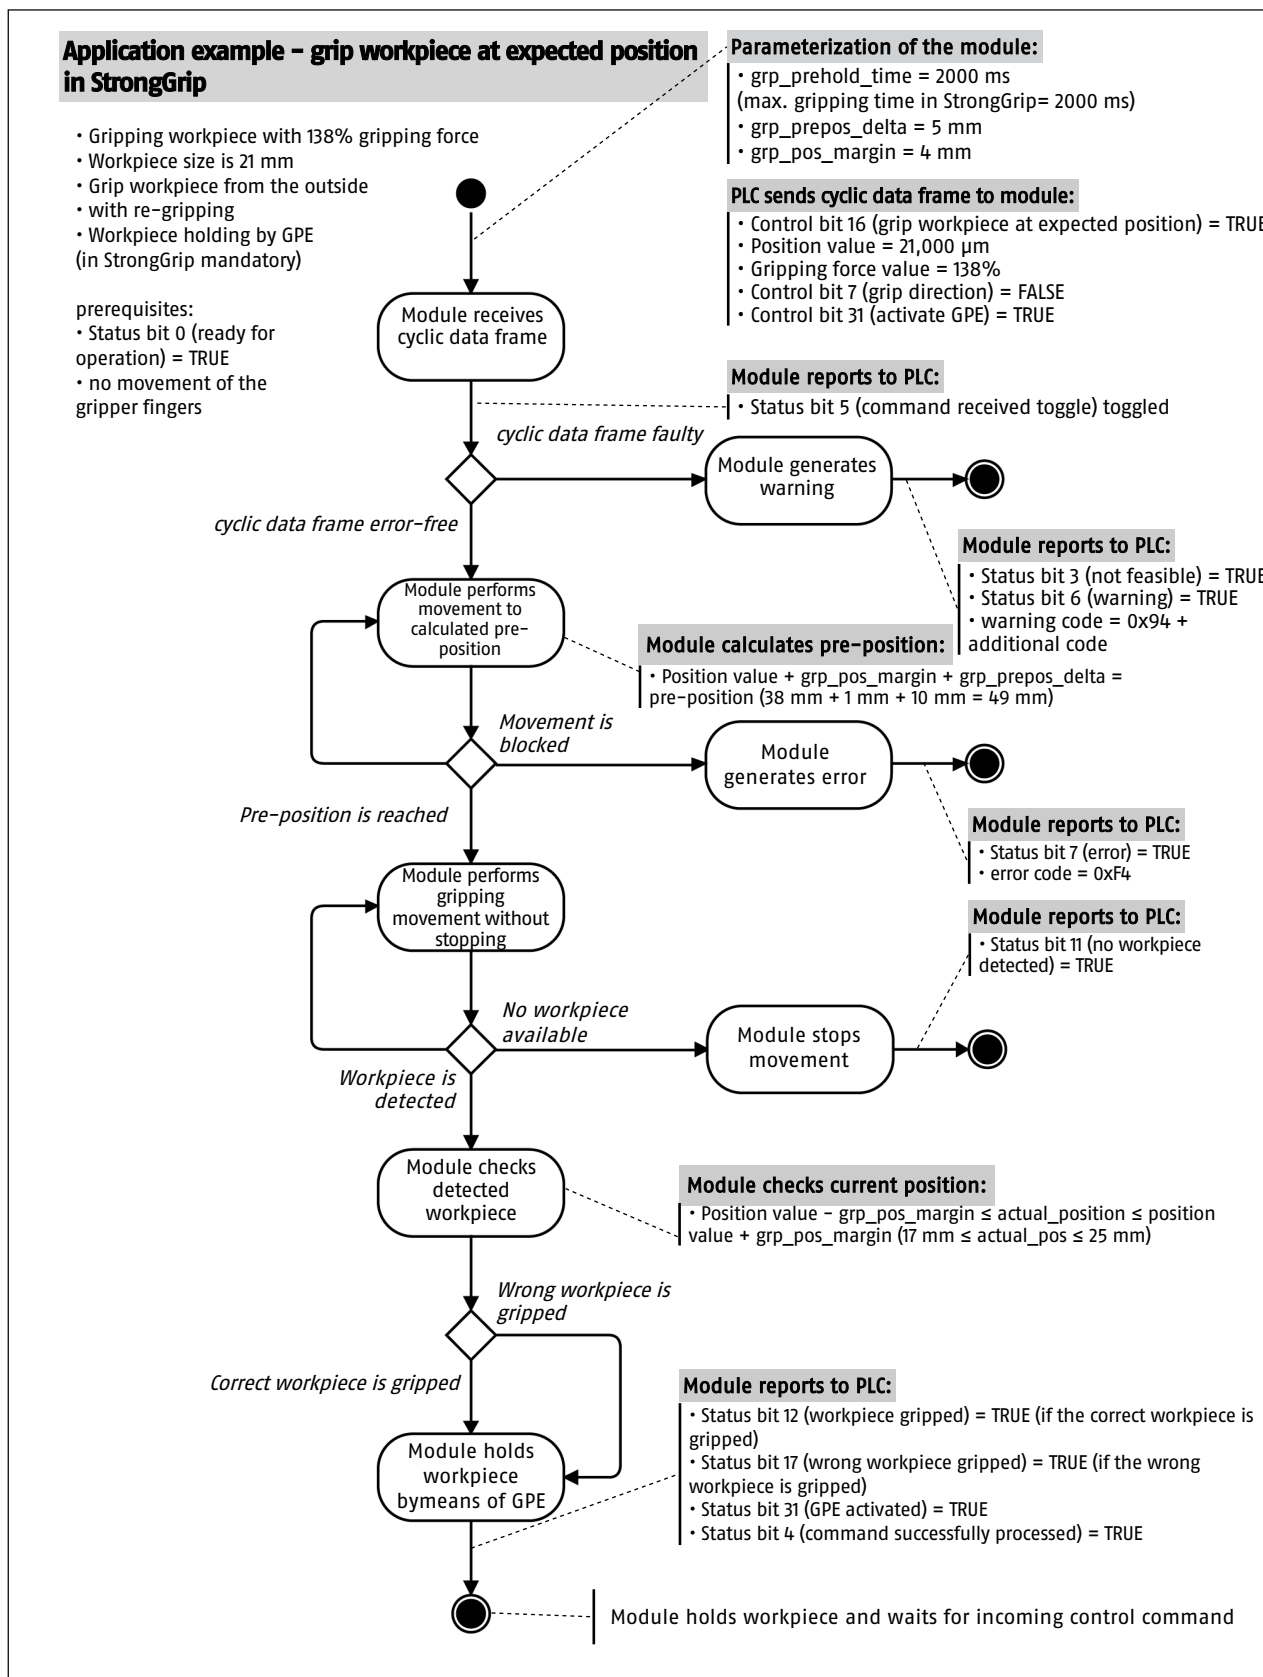 Application example – grip workpiece at expected position
in StrongGrip
• Gripping workpiece with 138% gripping force
• Workpiece size is 21 mm
• Grip workpiece from the outside
• with re-gripping
• Workpiece holding by GPE
(in StrongGrip mandatory)
prerequisites:
• Status bit 0 (ready for
operation) = TRUE
• no movement of the
gripper fingers
Parameterization of the module:
• grp_prehold_time = 2000 ms
(max. gripping time in StrongGrip= 2000 ms)
• grp_prepos_delta = 5 mm
• grp_pos_margin = 4 mm
PLC sends cyclic data frame to module:
• Control bit 16 (grip workpiece at expected position) = TRUE
• Position value = 21,000 µm
• Gripping force value = 138%
• Control bit 7 (grip direction) = FALSE
• Control bit 31 (activate GPE) = TRUE
Module receives
cyclic data frame
Module reports to PLC:
• Status bit 5 (command received toggle) toggled
cyclic data frame faulty
Module generates
warning
cyclic data frame error-free
Module reports to PLC:
• Status bit 3 (not feasible) = TRUE
• Status bit 6 (warning) = TRUE
• warning code = 0x94 +
additional code
Module performs
movement to
calculated pre-
position
Module calculates pre-position:
• Position value + grp_pos_margin + grp_prepos_delta =
pre-position (38 mm + 1 mm + 10 mm = 49 mm)
Movement is
blocked
Module
generates error
Pre-position is reached
Module reports to PLC:
• Status bit 7 (error) = TRUE
• error code = 0xF4
Module performs
gripping
movement without
stopping
Module reports to PLC:
• Status bit 11 (no workpiece
detected) = TRUE
No workpiece
available
Module stops
movement
Workpiece is
detected
Module checks
detected
workpiece
Module checks current position:
• Position value - grp_pos_margin ≤ actual_position ≤ position
value + grp_pos_margin (17 mm ≤ actual_pos ≤ 25 mm)
Wrong workpiece is
gripped
Correct workpiece is gripped
Module reports to PLC:
• Status bit 12 (workpiece gripped) = TRUE (if the correct workpiece is
gripped)
• Status bit 17 (wrong workpiece gripped) = TRUE (if the wrong
workpiece is gripped)
• Status bit 31 (GPE activated) = TRUE
• Status bit 4 (command successfully processed) = TRUE
Module holds
workpiece
bymeans of GPE
Module holds workpiece and waits for incoming control command